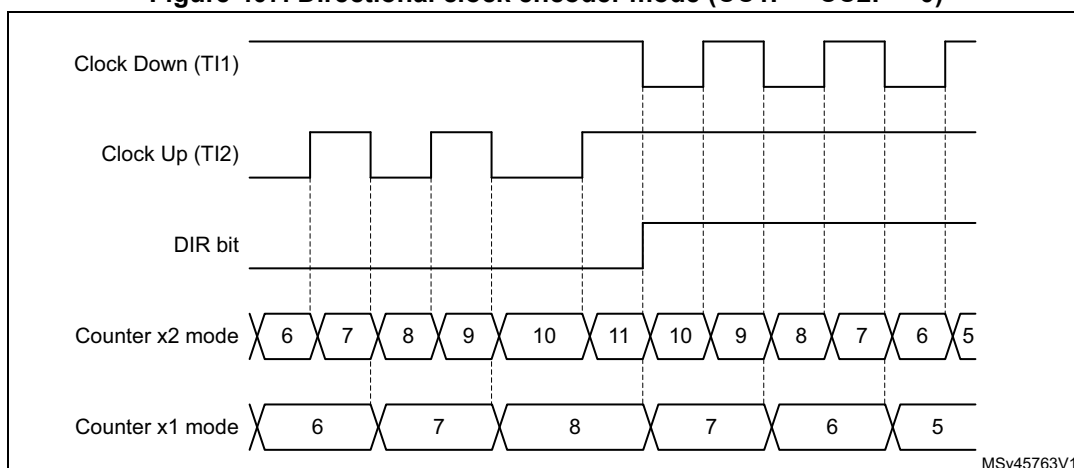 Clock Down (TI1)
Clock Up (TI2)
DIR bit
Counter x2 mode 6 7 8 9 10 11 10 9 8 7 6 5
Counter x1 mode 6 7 8 7 6 5
MSv45763V1